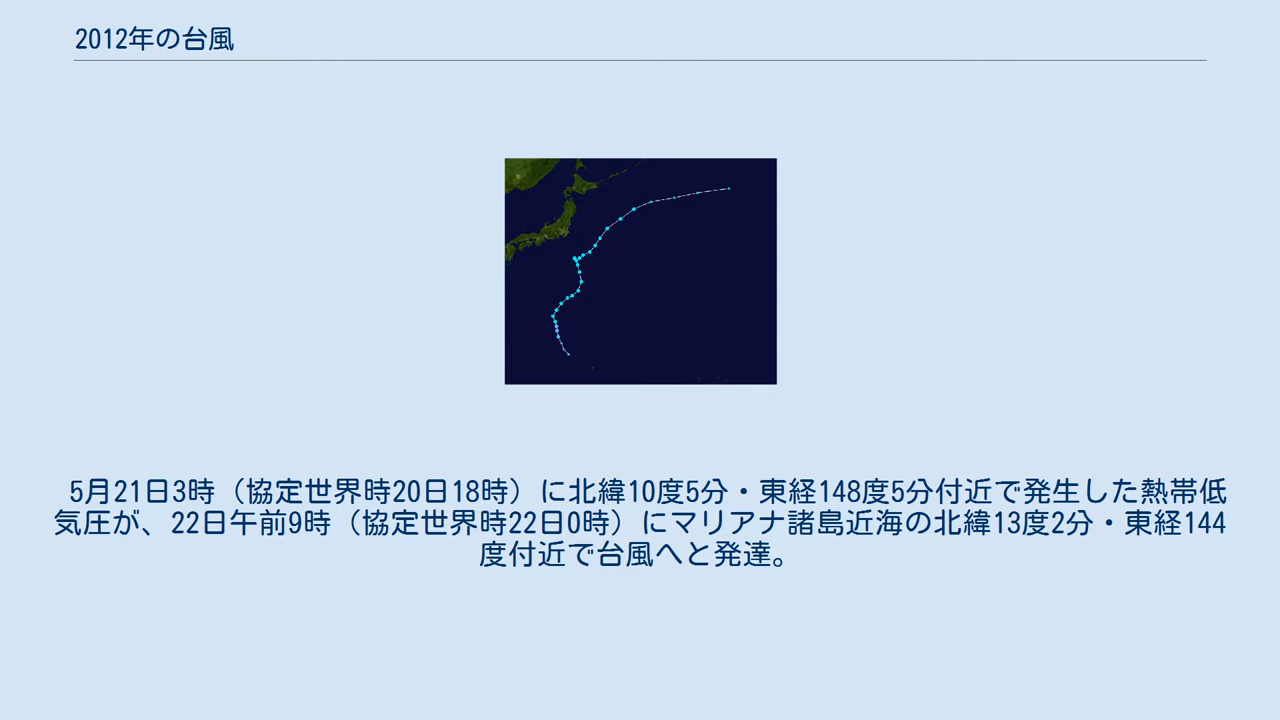 2012年の台風
5月21日3時（協定世界時20日18時）に北緯10度5分・東経148度5分付近で発生した熱帯低
気圧が、22日午前9時（協定世界時22日0時）にマリアナ諸島近海の北緯13度2分・東経144
度付近で台風へと発達。